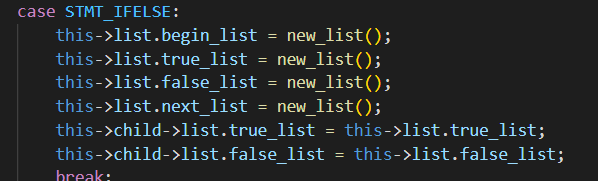 case STMT_IFELSE:
    this->list.begin_list = new_list();
    this->list.true_list = new_list();
    this->list.false_list = new_list();
    this->list.next_list = new_list();
    this->child->list.true_list = this->list.true_list;
    this->child->list.false_list = this->list.false_list;
    break;